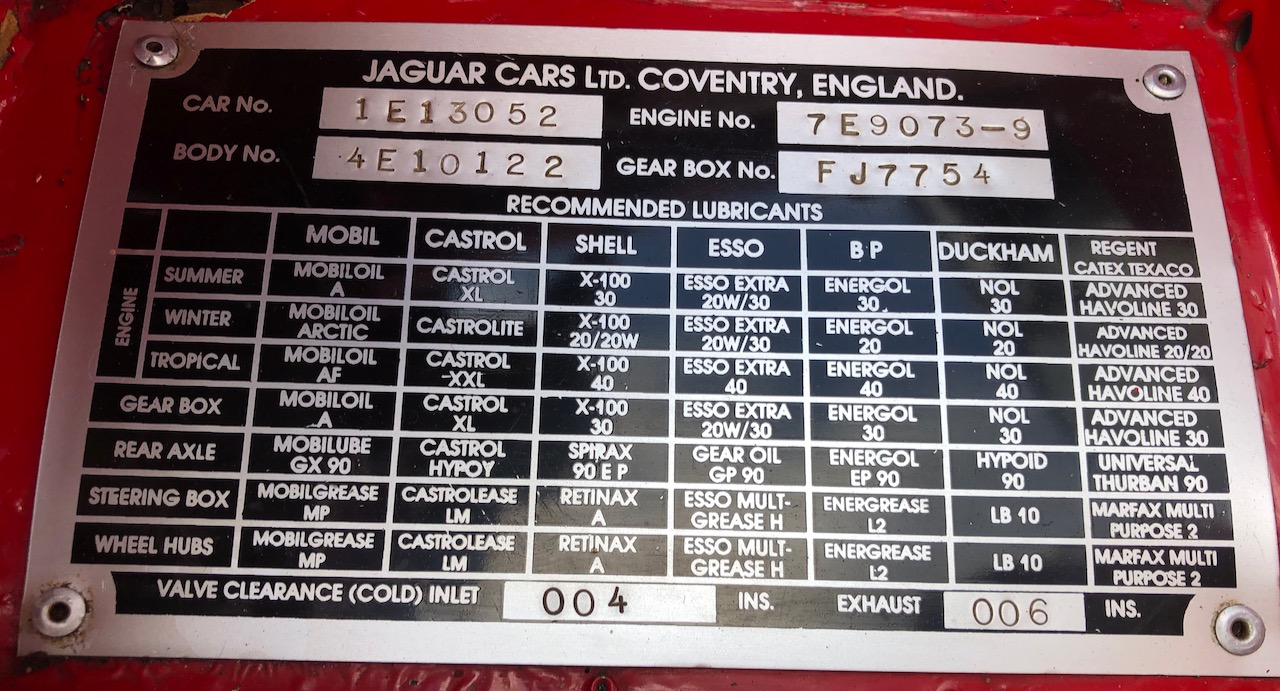 JAGUAR CARS LTD. COVENTRY, ENGLAND.
CAR No. 1E13052 ENGINE No. 7E9073-9
BODY No. 4E10122 GEAR BOX No. FJ7754
RECOMMENDED LUBRICANTS
MOBIL CASTROL SHELL ESSO BP DUCKHAM REGENT
CATEX TEXACO
ENGINE
SUMMER MOBILOIL CASTROL X-100 ESSO EXTRA ENERGOL NOL ADVANCED
A XL 30 20W/30 30 30 HAVOLINE 30
WINTER MOBILOIL CASTROLITE X-100 ESSO EXTRA ENERGOL NOL ADVANCED
ARCTIC 20/20W 20W/30 20 20 HAVOLINE 20/20
TROPICAL MOBILOIL CASTROL X-100 ESSO EXTRA ENERGOL NOL ADVANCED
AF XXL 40 40 40 40 HAVOLINE 40
GEAR BOX MOBILOIL CASTROL X-100 ESSO EXTRA ENERGOL NOL ADVANCED
A XL 30 20W/30 30 30 HAVOLINE 30
REAR AXLE MOBILUBE CASTROL SPIRAX GEAR OIL ENERGOL HYPOID UNIVERSAL
GX 90 HYPOY 90 E P GP 90 EP 90 90 THURBAN 90
STEERING BOX MOBILGREASE CASTROLEASE RETINAX ESSO MULT- ENERGREASE LB 10 MARFAX MULTI
MP LM A GREASE H L2 PURPOSE 2
WHEEL HUBS MOBILGREASE CASTROLEASE RETINAX ESSO MULT- ENERGREASE LB 10 MARFAX MULTI
MP LM A GREASE H L2 PURPOSE 2
VALVE CLEARANCE (COLD) INLET 004 INS. EXHAUST 006 INS.